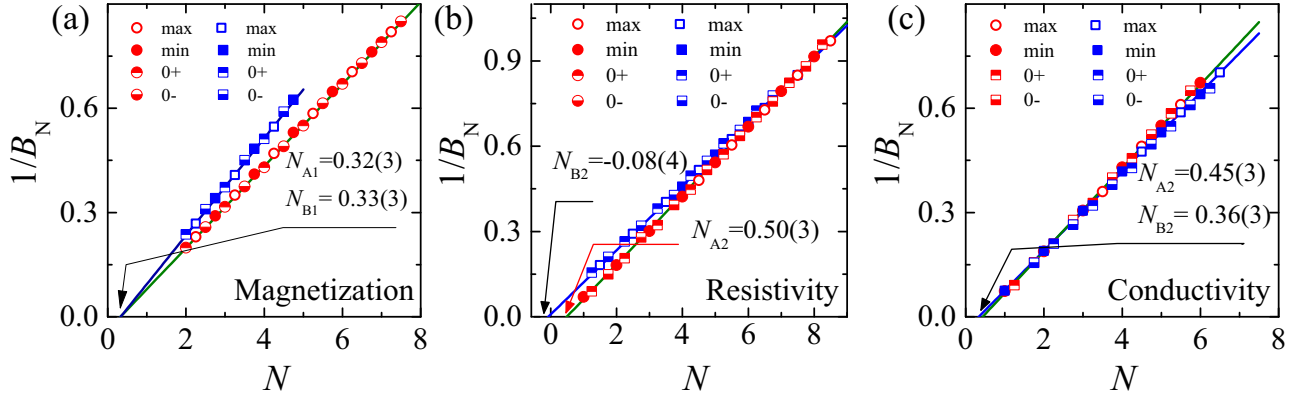 (a)
max max
min min
0+ 0+
0- 0-
N_A1=0.32(3)
N_B1=0.33(3)
Magnetization
1/B_N
0.0
0.3
0.6
0 2 4 6 8
N
(b)
max max
min min
0+ 0+
0- 0-
N_B2=-0.08(4)
N_A2=0.50(3)
Resistivity
1/B_N
0.0
0.3
0.6
0.9
0 2 4 6 8
N
(c)
max max
min min
0+ 0+
0- 0-
N_A2=0.45(3)
N_B2= 0.36(3)
Conductivity
1/B_N
0.0
0.3
0.6
0 2 4 6 8
N